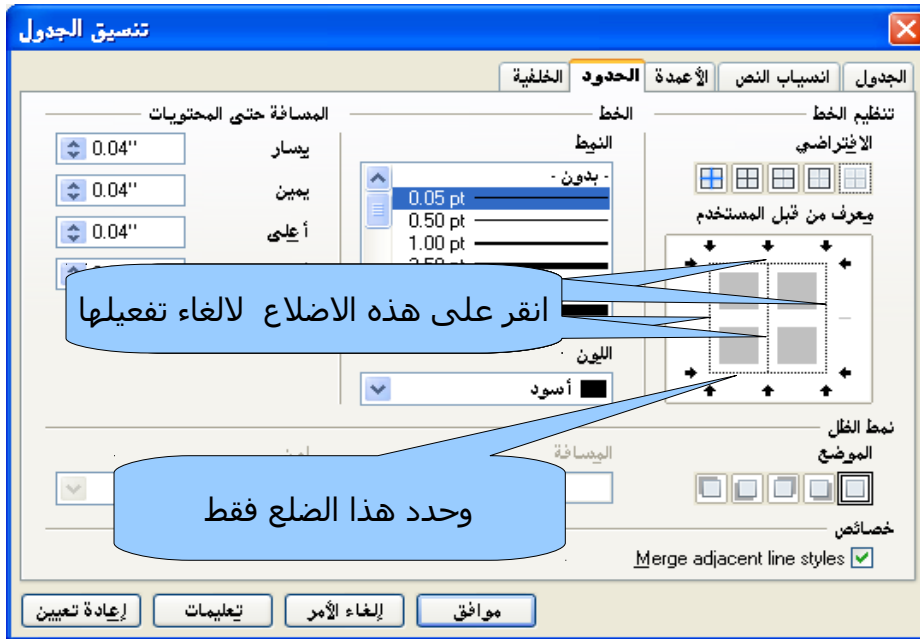 تنسيق الجدول
الجدول
انسياب النص
الأعمدة
الحدود
الخلفية
تنظيم الخط
الافتراضي
معرف من قبل المستخدم
الخط
النمط
- بدون -
0.05 pt
0.50 pt
1.00 pt
اللون
أسود
المسافة حتى المحتويات
يسار 0.04"
يمين 0.04"
أعلى 0.04"
انقر على هذه الاضلاع لالغاء تفعيلها
نمط الظل
الموضع
المسافة
وحدد هذا الضلع فقط
خصائص
Merge adjacent line styles
موافق
إلغاء الأمر
تعليمات
إعادة تعيين